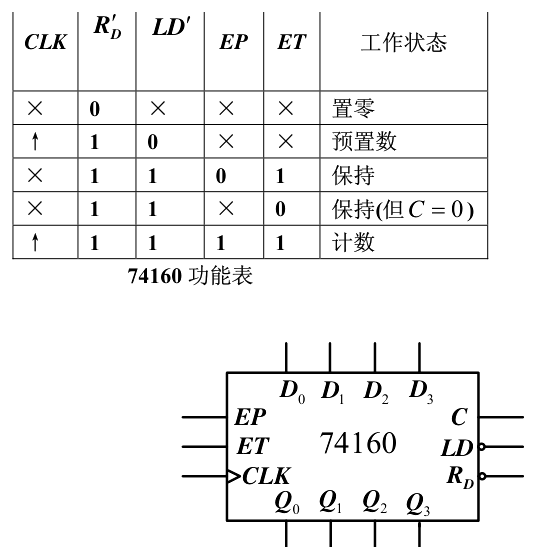 CLK R'_D LD' EP ET 工作状态
× 0 × × × 置零
↑ 1 0 × × 预置数
× 1 1 0 1 保持
× 1 1 × 0 保持(但 C = 0)
↑ 1 1 1 1 计数
74160 功能表
D₀ D₁ D₂ D₃
EP C
ET 74160 LD
CLK R_D
Q₀ Q₁ Q₂ Q₃